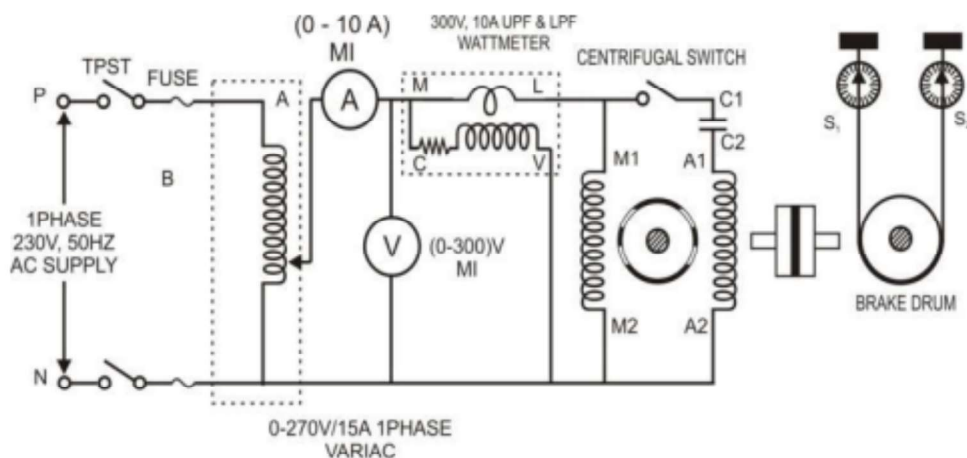 (0 - 10 A)
MI
300V, 10A UPF & LPF
WATTMETER
TPST
FUSE
CENTRIFUGAL SWITCH
P
A
A
M
L
C1
C2
S₁
S
B
C
V
M1
A1
1PHASE
230V, 50HZ
AC SUPPLY
V
(0-300)V
MI
BRAKE DRUM
M2
A2
N
0-270V/15A 1PHASE
VARIAC